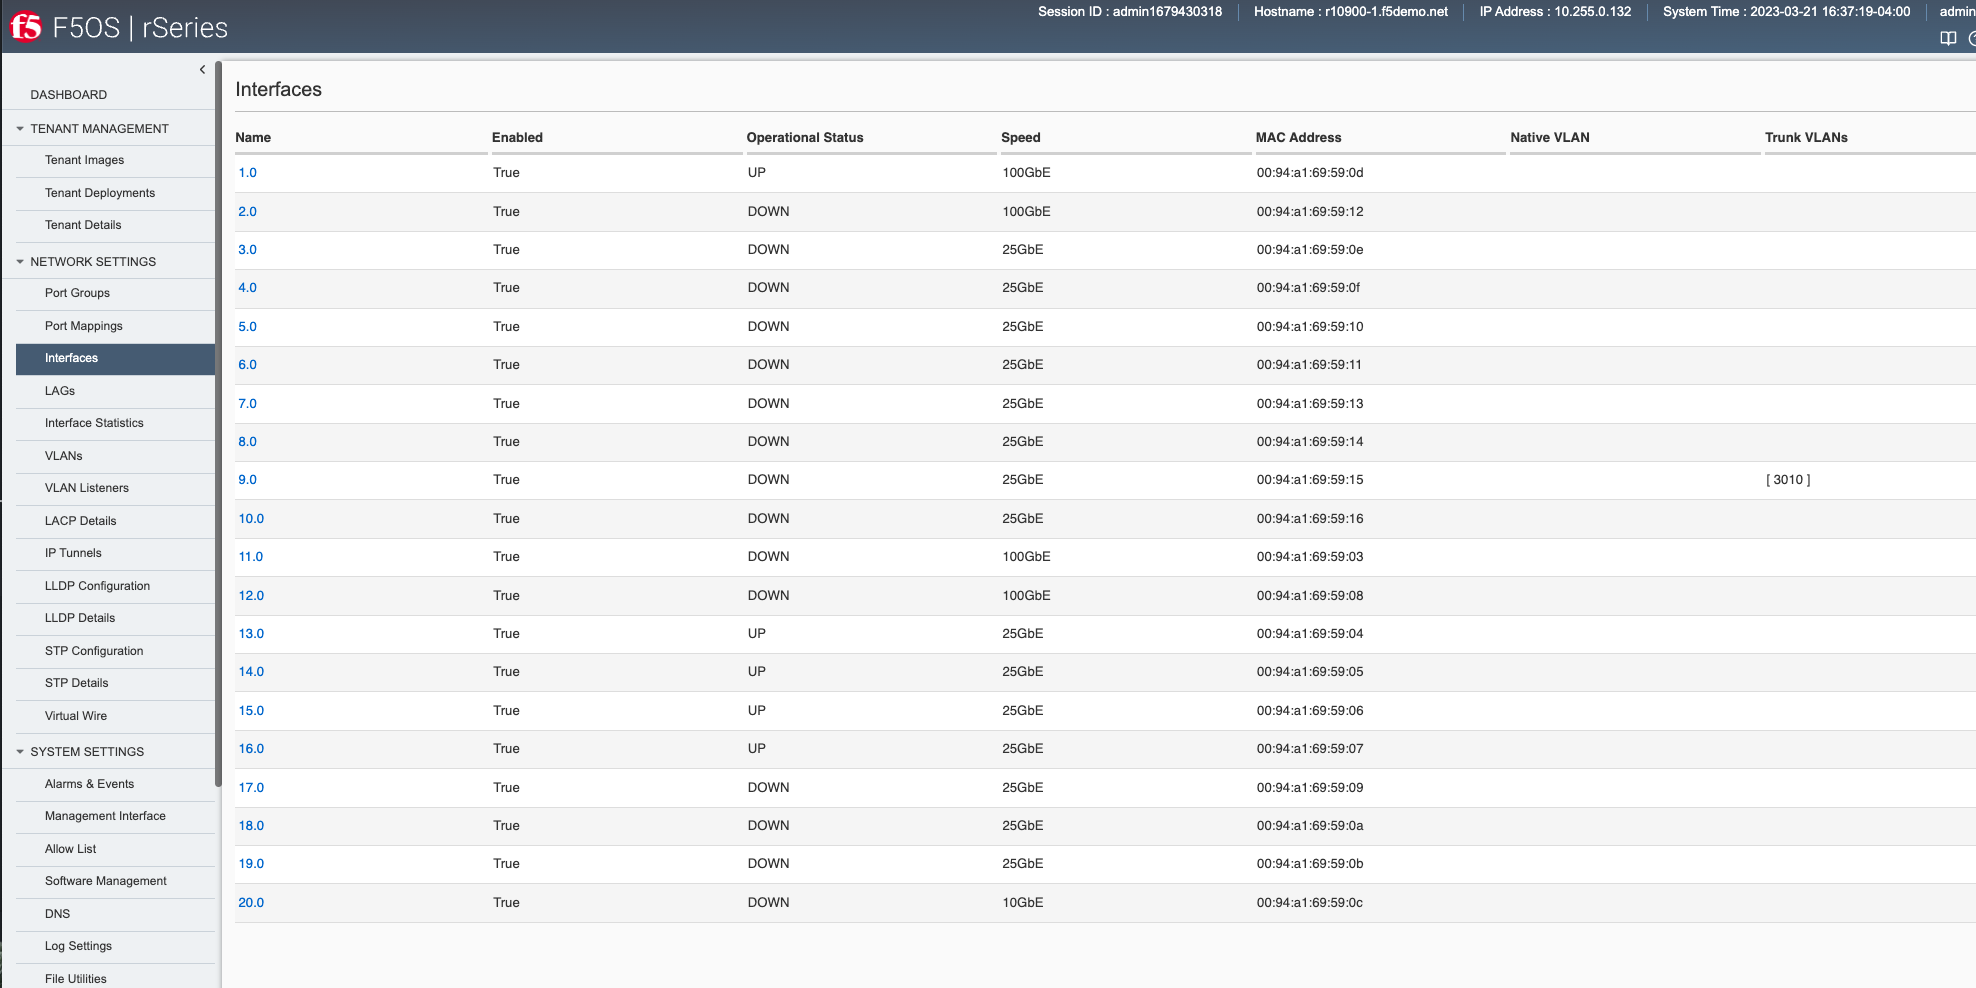 f5 F5OS | rSeries
Session ID : admin1679430318 Hostname : r10900-1.f5demo.net IP Address : 10.255.0.132 System Time : 2023-03-21 16:37:19-04:00 admin
DASHBOARD
TENANT MANAGEMENT
Tenant Images
Tenant Deployments
Tenant Details
NETWORK SETTINGS
Port Groups
Port Mappings
Interfaces
LAGs
Interface Statistics
VLANs
VLAN Listeners
LACP Details
IP Tunnels
LLDP Configuration
LLDP Details
STP Configuration
STP Details
Virtual Wire
SYSTEM SETTINGS
Alarms & Events
Management Interface
Allow List
Software Management
DNS
Log Settings
File Utilities
Interfaces
Name Enabled Operational Status Speed MAC Address Native VLAN Trunk VLANs
1.0 True UP 100GbE 00:94:a1:69:59:0d
2.0 True DOWN 100GbE 00:94:a1:69:59:12
3.0 True DOWN 25GbE 00:94:a1:69:59:0e
4.0 True DOWN 25GbE 00:94:a1:69:59:0f
5.0 True DOWN 25GbE 00:94:a1:69:59:10
6.0 True DOWN 25GbE 00:94:a1:69:59:11
7.0 True DOWN 25GbE 00:94:a1:69:59:13
8.0 True DOWN 25GbE 00:94:a1:69:59:14
9.0 True DOWN 25GbE 00:94:a1:69:59:15 [ 3010 ]
10.0 True DOWN 25GbE 00:94:a1:69:59:16
11.0 True DOWN 100GbE 00:94:a1:69:59:03
12.0 True DOWN 100GbE 00:94:a1:69:59:08
13.0 True UP 25GbE 00:94:a1:69:59:04
14.0 True UP 25GbE 00:94:a1:69:59:05
15.0 True UP 25GbE 00:94:a1:69:59:06
16.0 True UP 25GbE 00:94:a1:69:59:07
17.0 True DOWN 25GbE 00:94:a1:69:59:09
18.0 True DOWN 25GbE 00:94:a1:69:59:0a
19.0 True DOWN 25GbE 00:94:a1:69:59:0b
20.0 True DOWN 10GbE 00:94:a1:69:59:0c